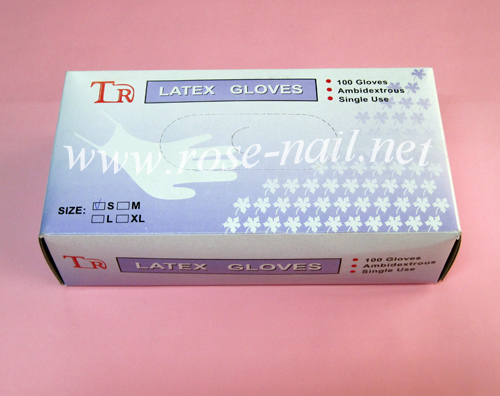 TR
LATEX GLOVES
100 Gloves
Ambidextrous
Single Use
www.rose-nail.net
SIZE: S M
L XL
TR
LATEX GLOVES
100 Gloves
Ambidextrous
Single Use